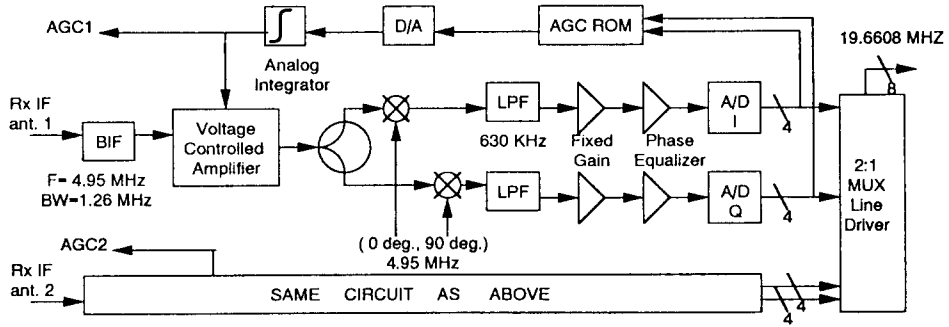 AGC1
D/A
AGC ROM
19.6608 MHZ
Analog
Integrator
8
Rx IF
ant. 1
BIF
Voltage
Controlled
Amplifier
LPF
A/D
I
4
630 KHz
Fixed
Gain
Phase
Equalizer
F= 4.95 MHz
BW=1.26 MHz
LPF
A/D
Q
4
2:1
MUX
Line
Driver
( 0 deg., 90 deg.)
4.95 MHz
AGC2
Rx IF
ant. 2
SAME CIRCUIT AS ABOVE
4
4